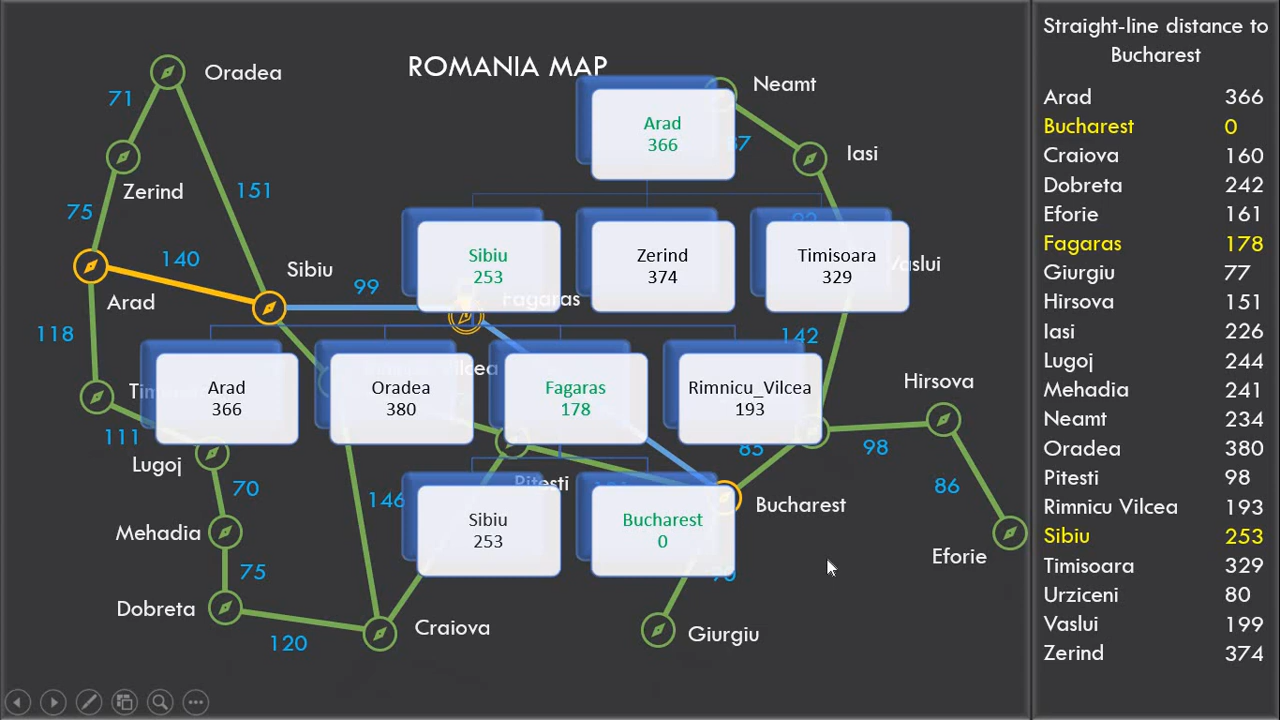 ROMANIA MAP
Oradea
71
Zerind
151
75
140
Sibiu
99
Arad
118
111
Lugoj
70
Mehadia
75
Dobreta
120
146
Craiova
Pitesti
Fagaras
Neamt
Iasi
Vaslui
142
Hirsova
85
98
86
Bucharest
Eforie
Giurgiu
Arad
366
Sibiu
253
Zerind
374
Timisoara
329
Arad
366
Oradea
380
Fagaras
178
Rimnicu_Vilcea
193
Sibiu
253
Bucharest
0
Straight-line distance to
Bucharest
Arad 366
Bucharest 0
Craiova 160
Dobreta 242
Eforie 161
Fagaras 178
Giurgiu 77
Hirsova 151
Iasi 226
Lugoj 244
Mehadia 241
Neamt 234
Oradea 380
Pitesti 98
Rimnicu Vilcea 193
Sibiu 253
Timisoara 329
Urziceni 80
Vaslui 199
Zerind 374